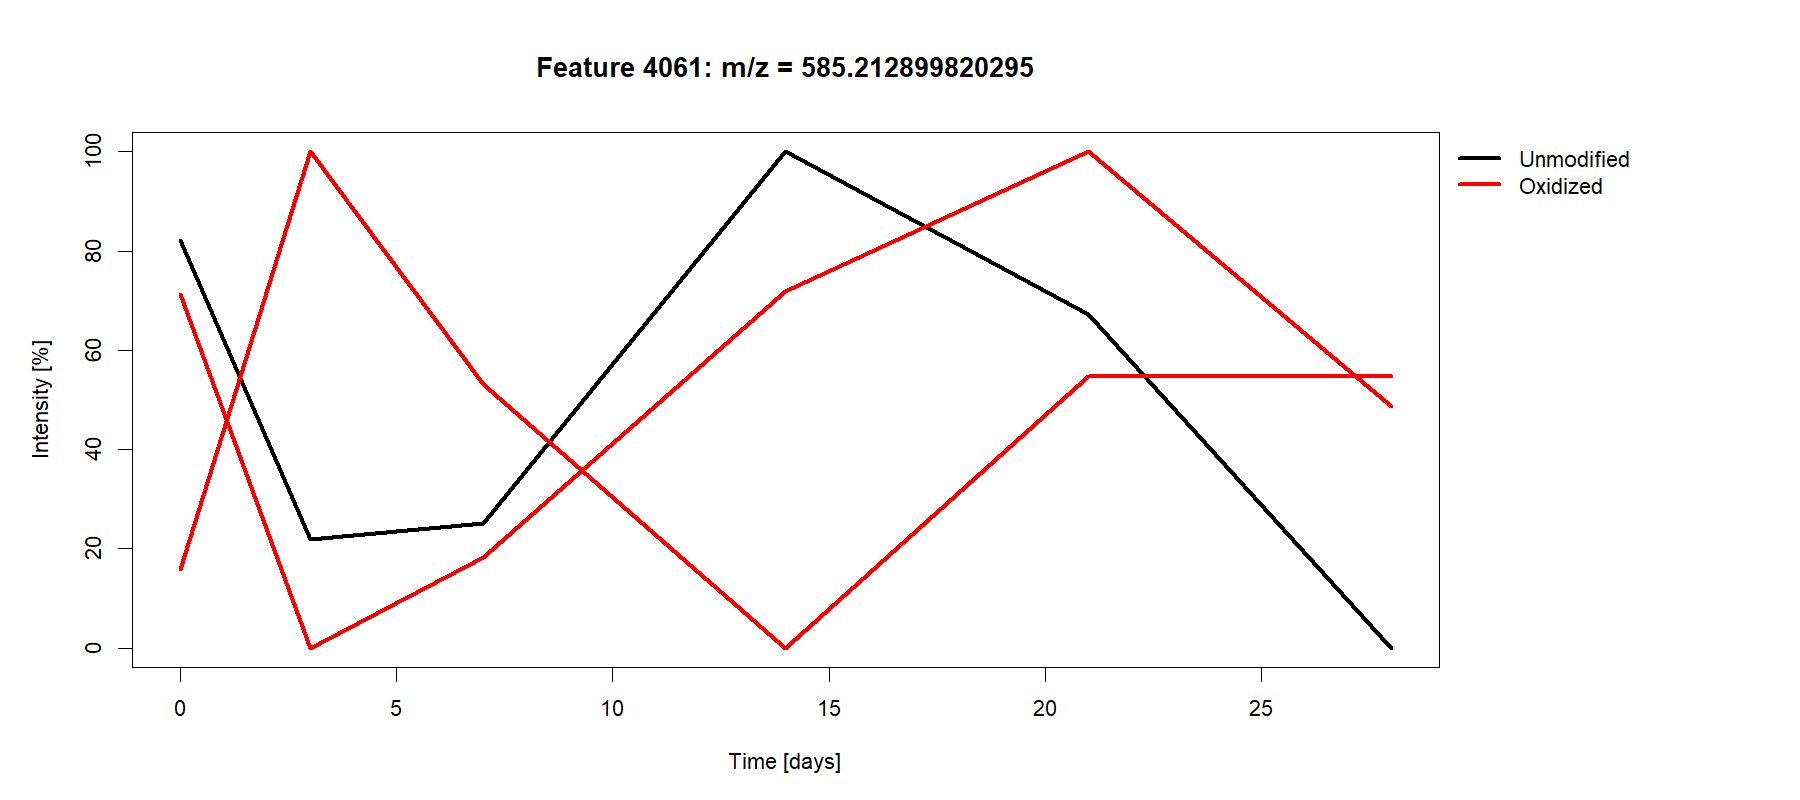 Feature 4061: m/z = 585.212899820295
Unmodified
Oxidized
Intensity [%]
100
80
60
40
20
0
0 5 10 15 20 25
Time [days]